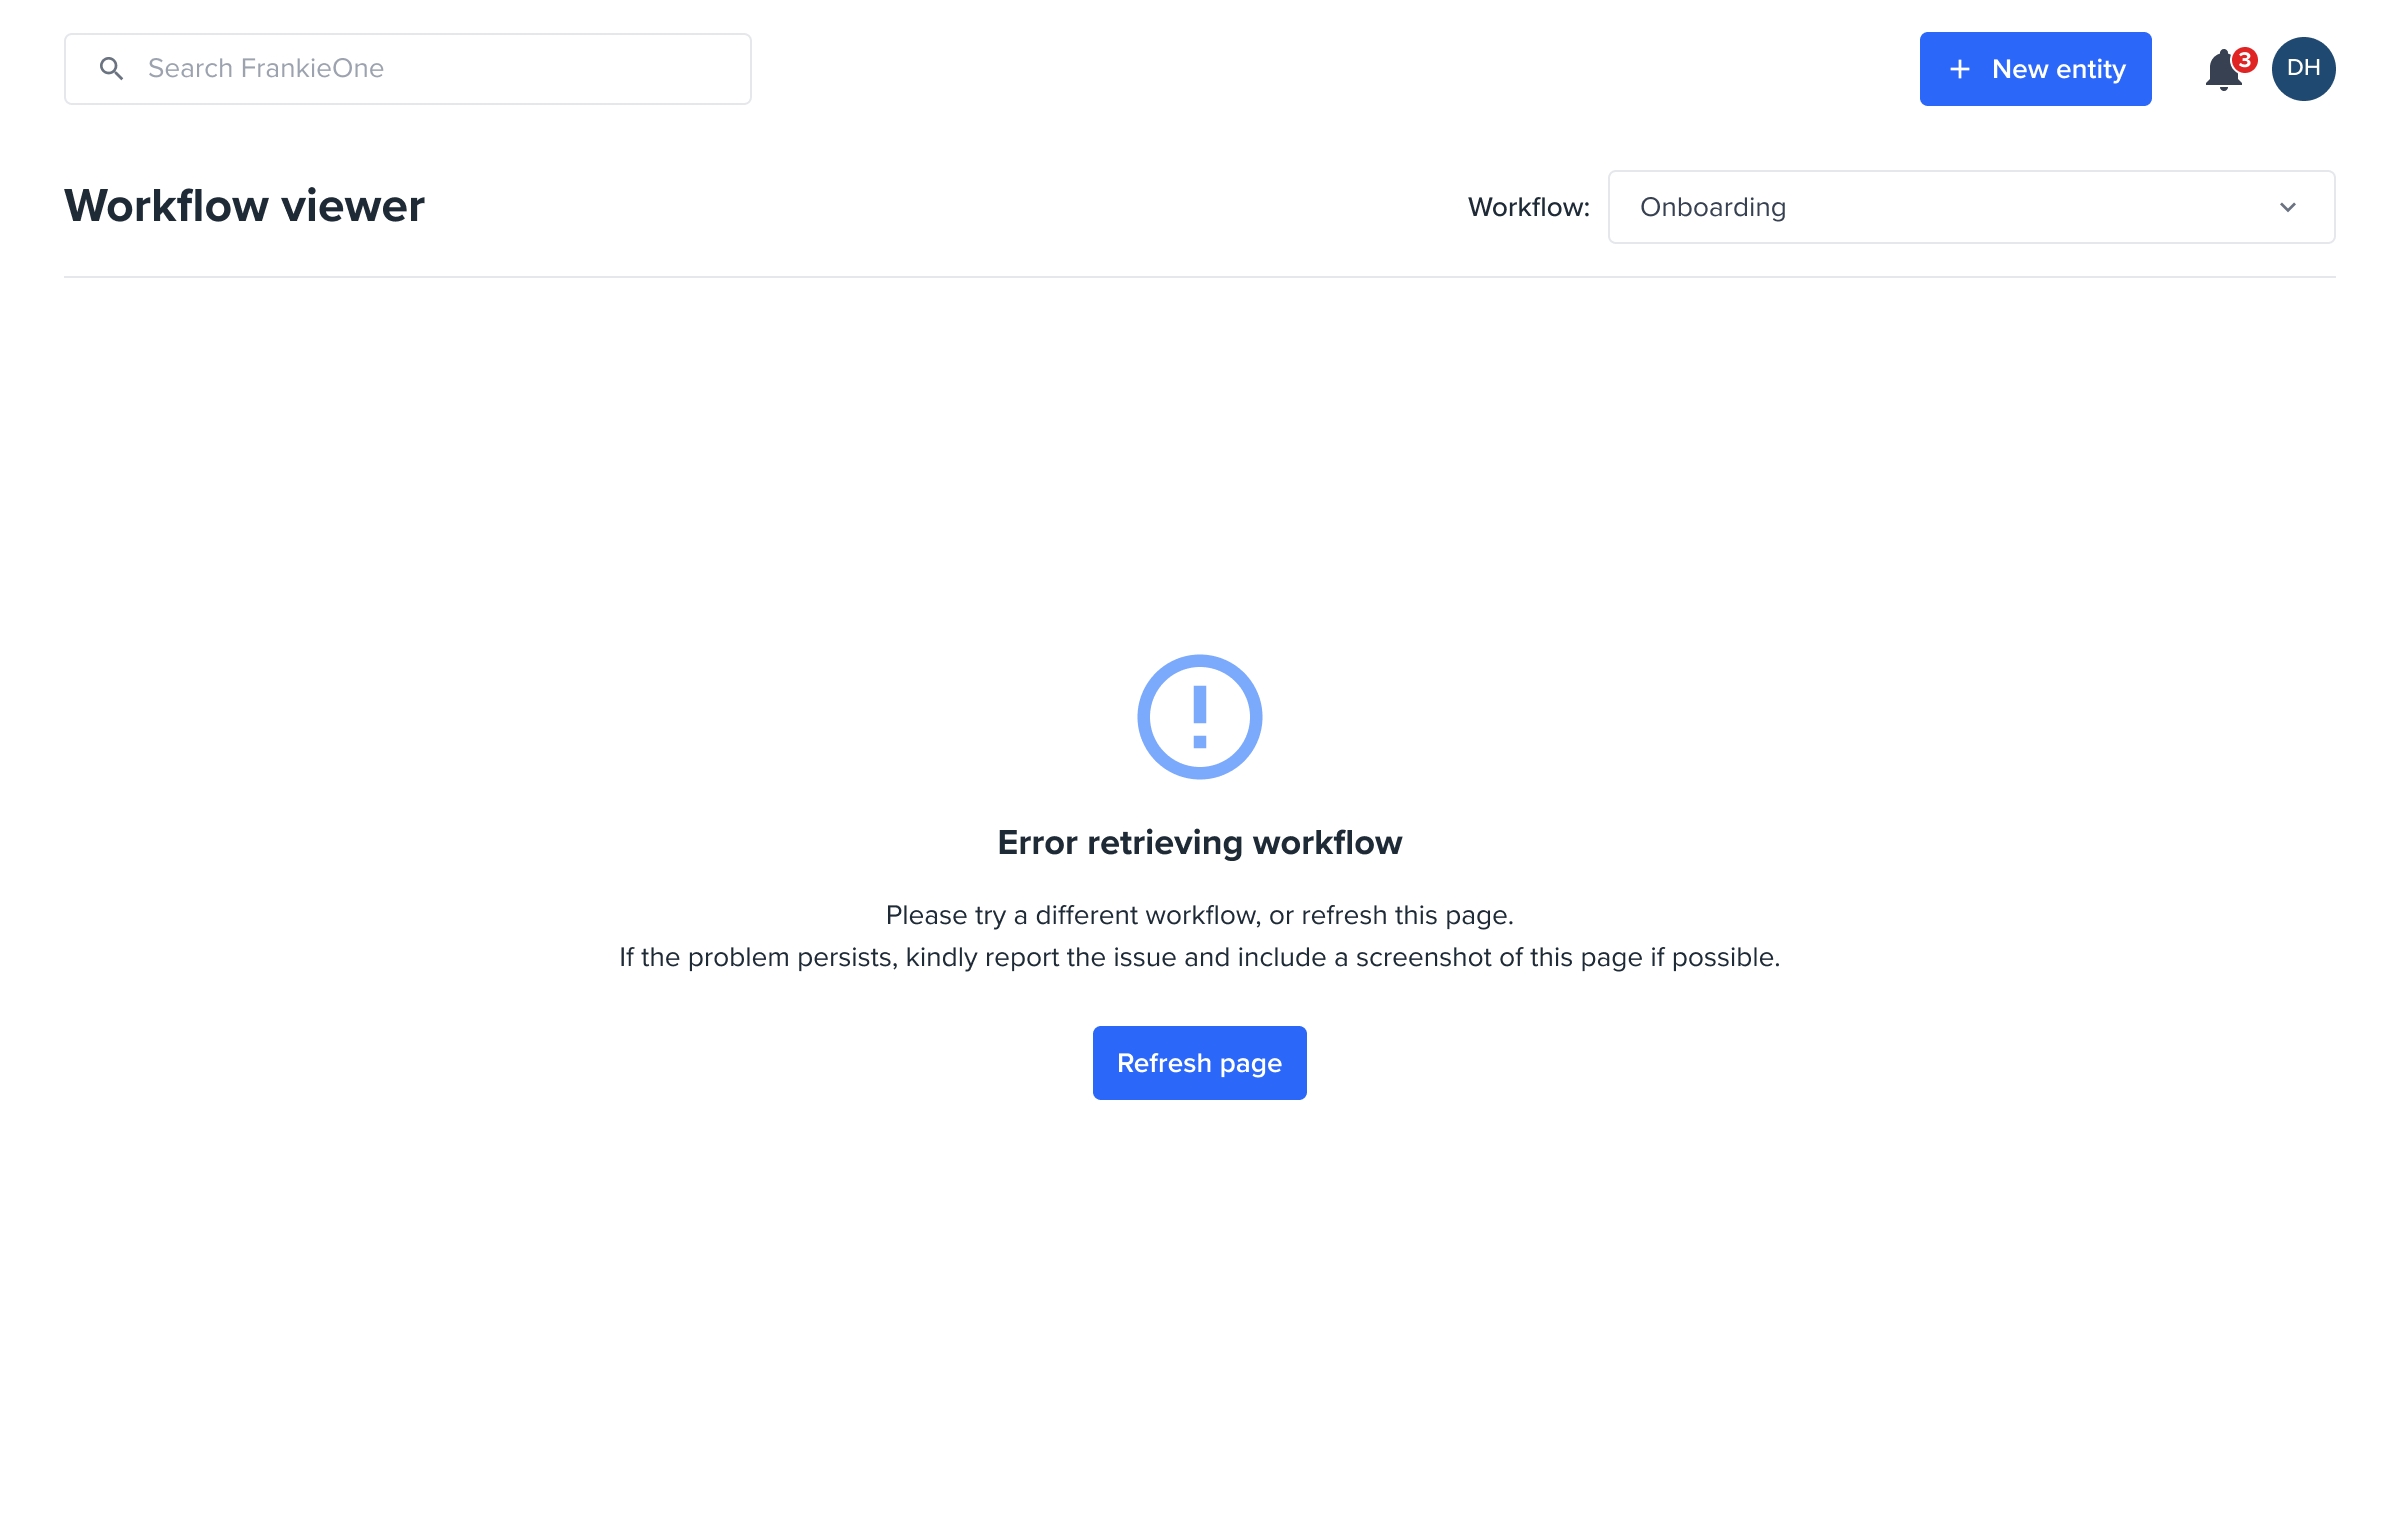 Search FrankieOne
+ New entity
3
DH
Workflow viewer
Workflow:
Onboarding
Error retrieving workflow
Please try a different workflow, or refresh this page.
If the problem persists, kindly report the issue and include a screenshot of this page if possible.
Refresh page